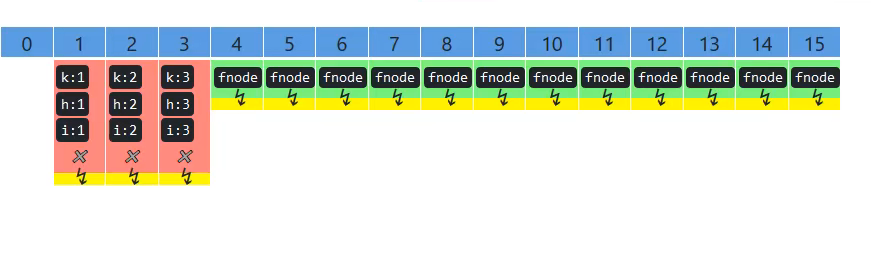 0 1 2 3 4 5 6 7 8 9 10 11 12 13 14 15
k:1 k:2 k:3 fnode fnode fnode fnode fnode fnode fnode fnode fnode fnode fnode fnode
h:1 h:2 h:3
i:1 i:2 i:3